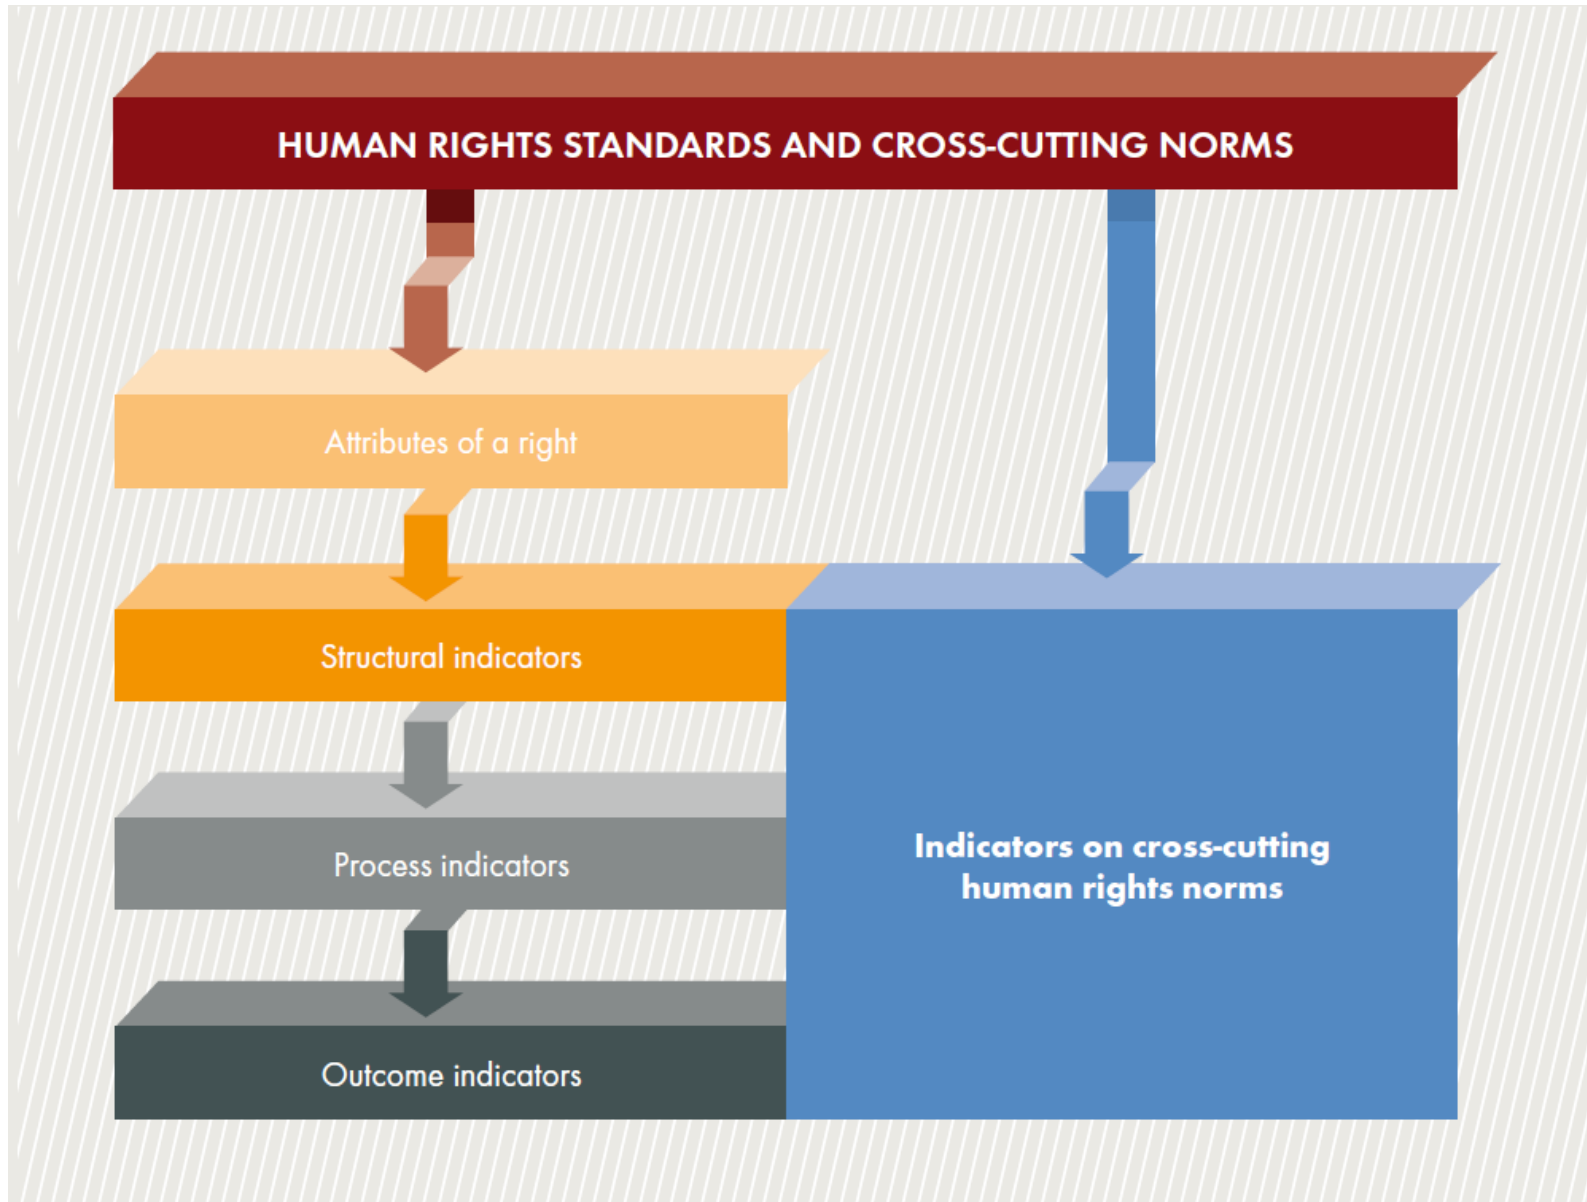 HUMAN RIGHTS STANDARDS AND CROSS-CUTTING NORMS
Attributes of a right
Structural indicators
Process indicators
Outcome indicators
Indicators on cross-cutting
human rights norms